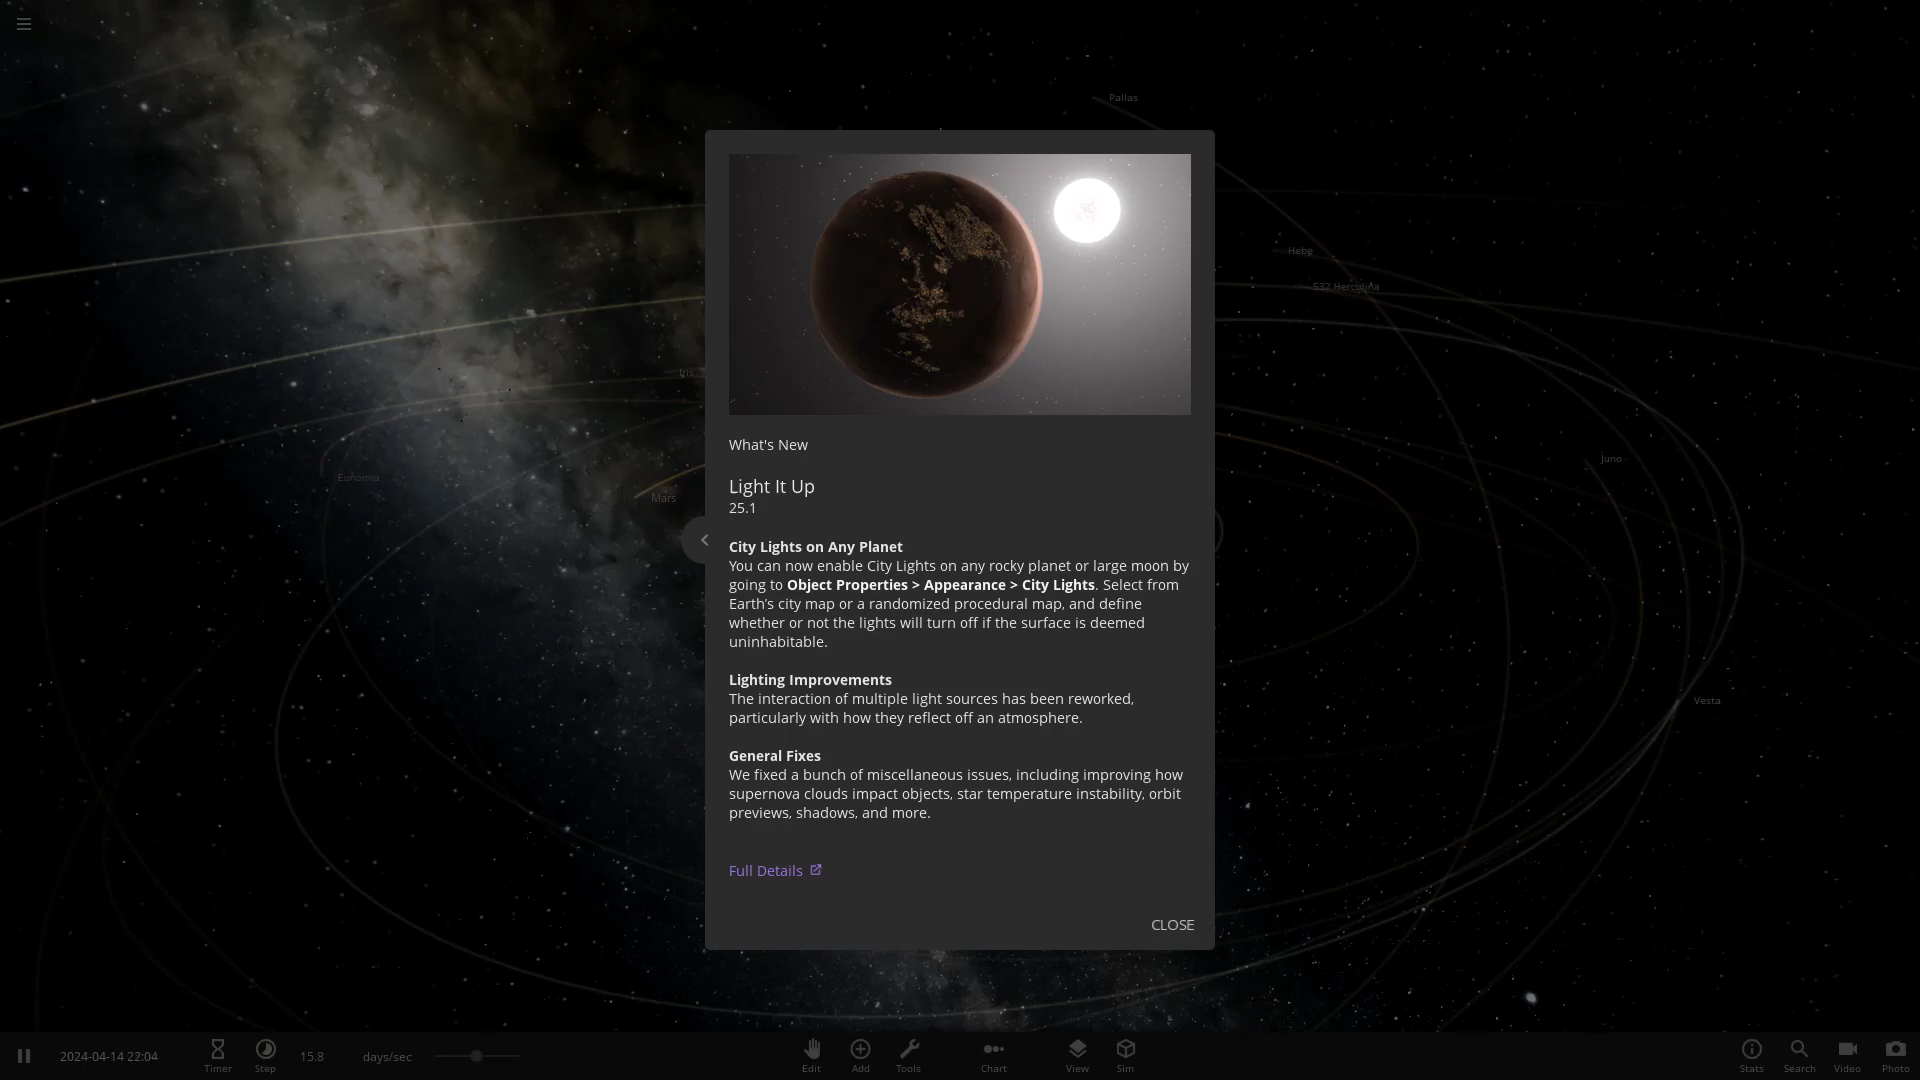 Pallas
Hebe
532 Herculina
Iris
Juno
Eunomia
Mars
Vesta
What's New
Light It Up
25.1
City Lights on Any Planet
You can now enable City Lights on any rocky planet or large moon by
going to Object Properties > Appearance > City Lights. Select from
Earth's city map or a randomized procedural map, and define
whether or not the lights will turn off if the surface is deemed
uninhabitable.
Lighting Improvements
The interaction of multiple light sources has been reworked,
particularly with how they reflect off an atmosphere.
General Fixes
We fixed a bunch of miscellaneous issues, including improving how
supernova clouds impact objects, star temperature instability, orbit
previews, shadows, and more.
Full Details
CLOSE
2024-04-14 22:04
Timer
Step
15.8
days/sec
Edit
Add
Tools
Chart
View
Sim
Stats
Search
Video
Photo